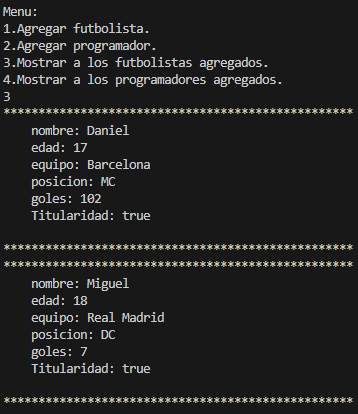 Menu:
1.Agregar futbolista.
2.Agregar programador.
3.Mostrar a los futbolistas agregados.
4.Mostrar a los programadores agregados.
3
**************************************************
nombre: Daniel
edad: 17
equipo: Barcelona
posicion: MC
goles: 102
Titularidad: true
**************************************************
**************************************************
nombre: Miguel
edad: 18
equipo: Real Madrid
posicion: DC
goles: 7
Titularidad: true
**************************************************